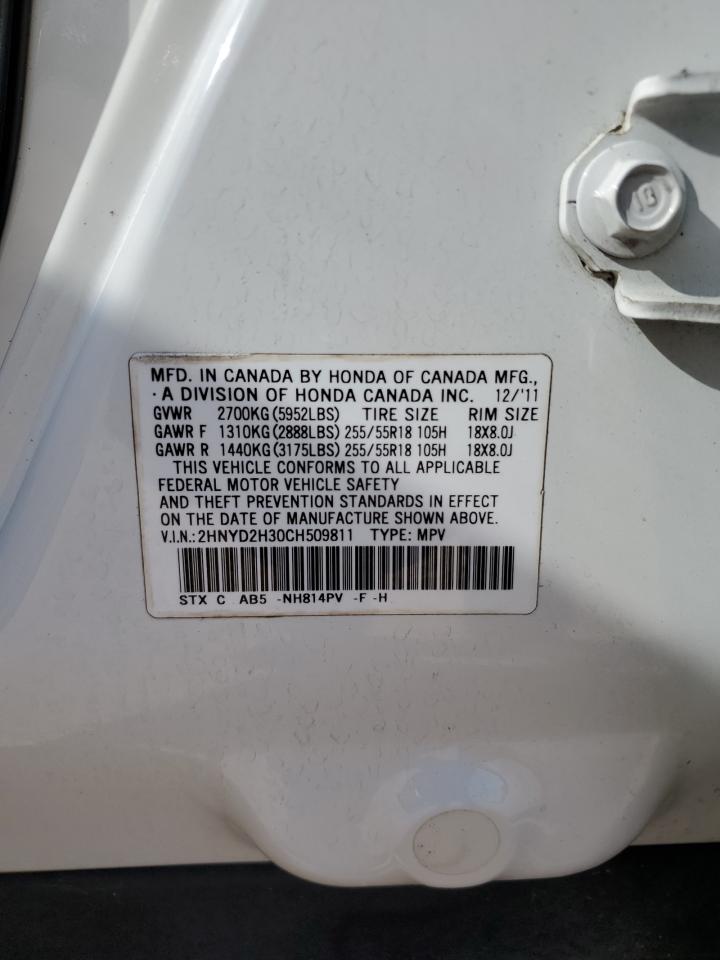 MFD. IN CANADA BY HONDA OF CANADA MFG.,
·A DIVISION OF HONDA CANADA INC. 12/'11
GVWR 2700KG(5952LBS) TIRE SIZE RIM SIZE
GAWR F 1310KG(2888LBS) 255/55R18 105H 18X8.0J
GAWR R 1440KG(3175LBS) 255/55R18 105H 18X8.0J
THIS VEHICLE CONFORMS TO ALL APPLICABLE
FEDERAL MOTOR VEHICLE SAFETY
AND THEFT PREVENTION STANDARDS IN EFFECT
ON THE DATE OF MANUFACTURE SHOWN ABOVE.
V.I.N.:2HNYD2H30CH509811 TYPE: MPV
STX C AB5 -NH814PV -F -H